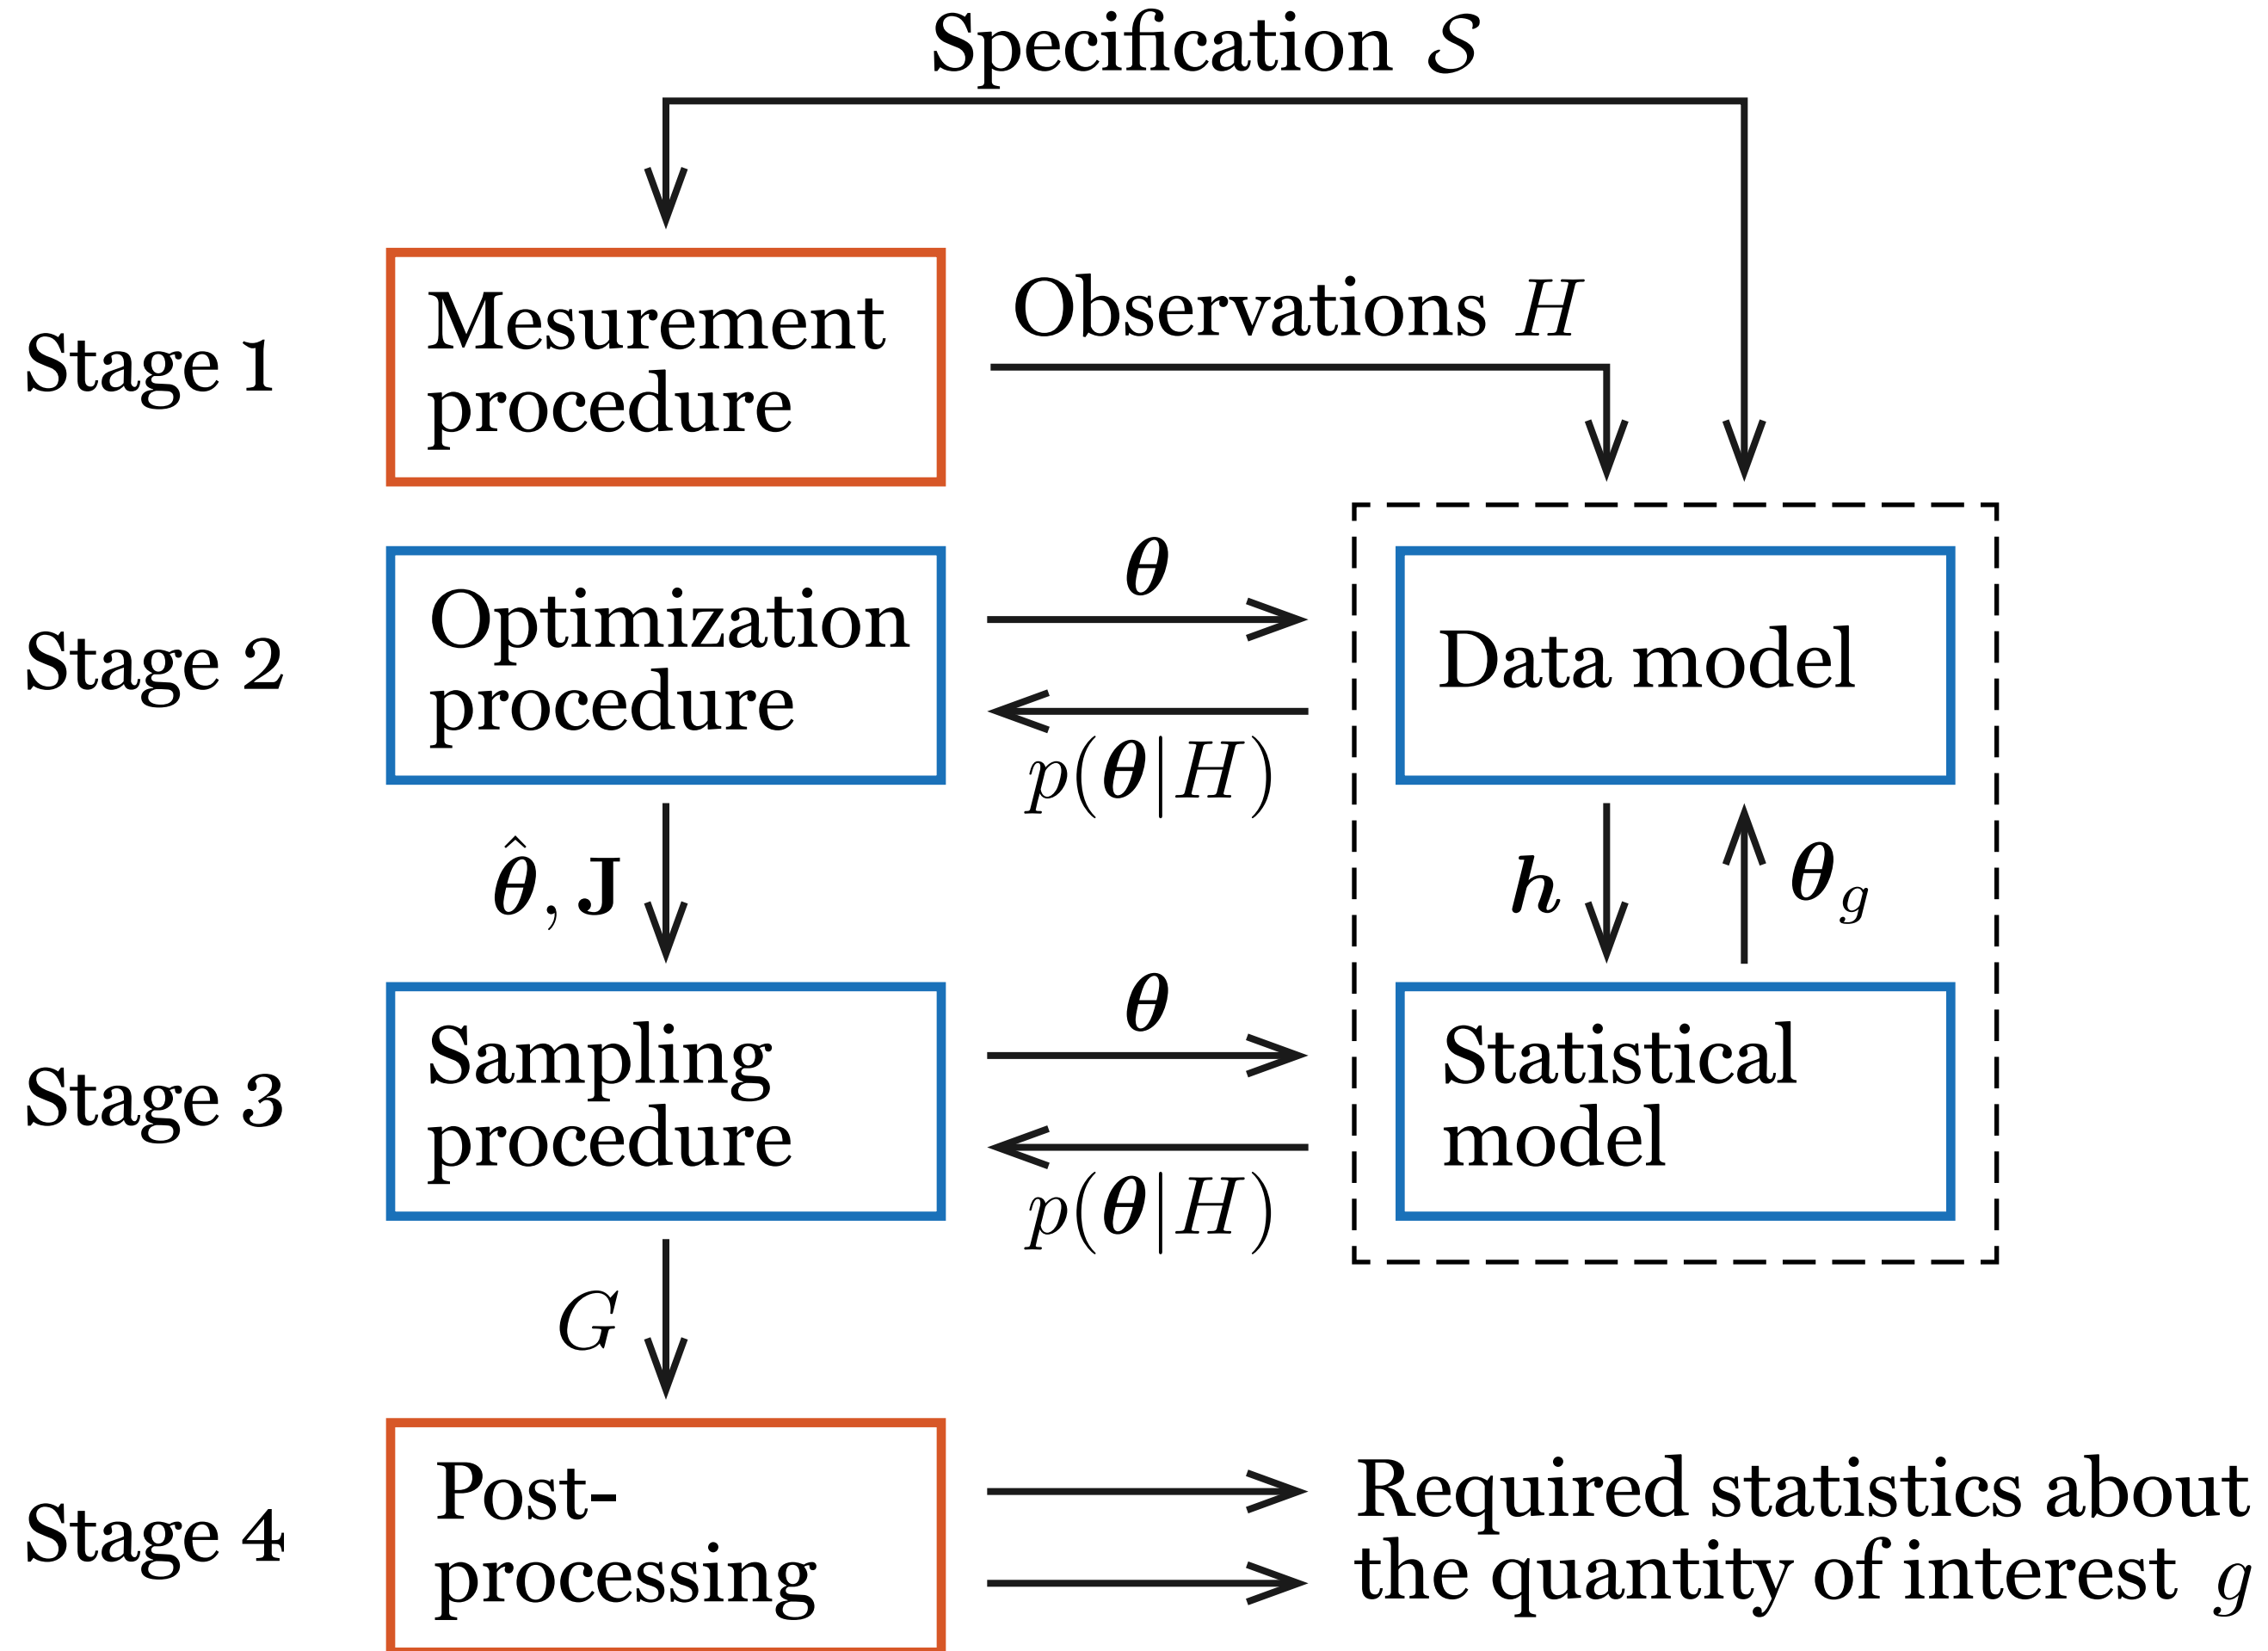 Specification 𝒮
Stage 1
Mesurement
procedure
Observations H
Stage 2
Optimization
procedure
θ
p(θ|H)
Data model
θ̂, J
h
θ_g
Stage 3
Sampling
procedure
θ
p(θ|H)
Statistical
model
G
Stage 4
Post-
processing
Required statistics about
the quantity of interest g